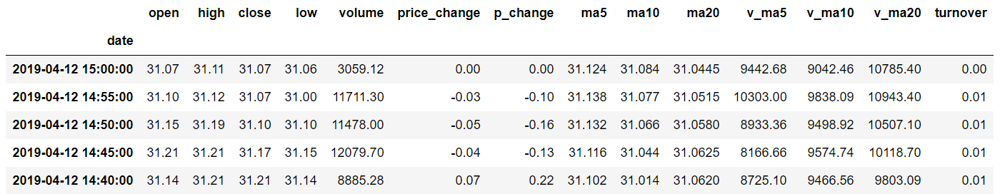 open high close low volume price_change p_change ma5 ma10 ma20 v_ma5 v_ma10 v_ma20 turnover
date
2019-04-12 15:00:00 31.07 31.11 31.07 31.06 3059.12 0.00 0.00 31.124 31.084 31.0445 9442.68 9042.46 10785.40 0.00
2019-04-12 14:55:00 31.10 31.12 31.07 31.00 11711.30 -0.03 -0.10 31.138 31.077 31.0515 10303.00 9838.09 10943.40 0.01
2019-04-12 14:50:00 31.15 31.19 31.10 31.10 11478.00 -0.05 -0.16 31.132 31.066 31.0580 8933.36 9498.92 10507.10 0.01
2019-04-12 14:45:00 31.21 31.21 31.17 31.15 12079.70 -0.04 -0.13 31.116 31.044 31.0625 8166.66 9574.74 10118.70 0.01
2019-04-12 14:40:00 31.14 31.21 31.21 31.14 8885.28 0.07 0.22 31.102 31.014 31.0620 8725.10 9466.56 9803.09 0.01